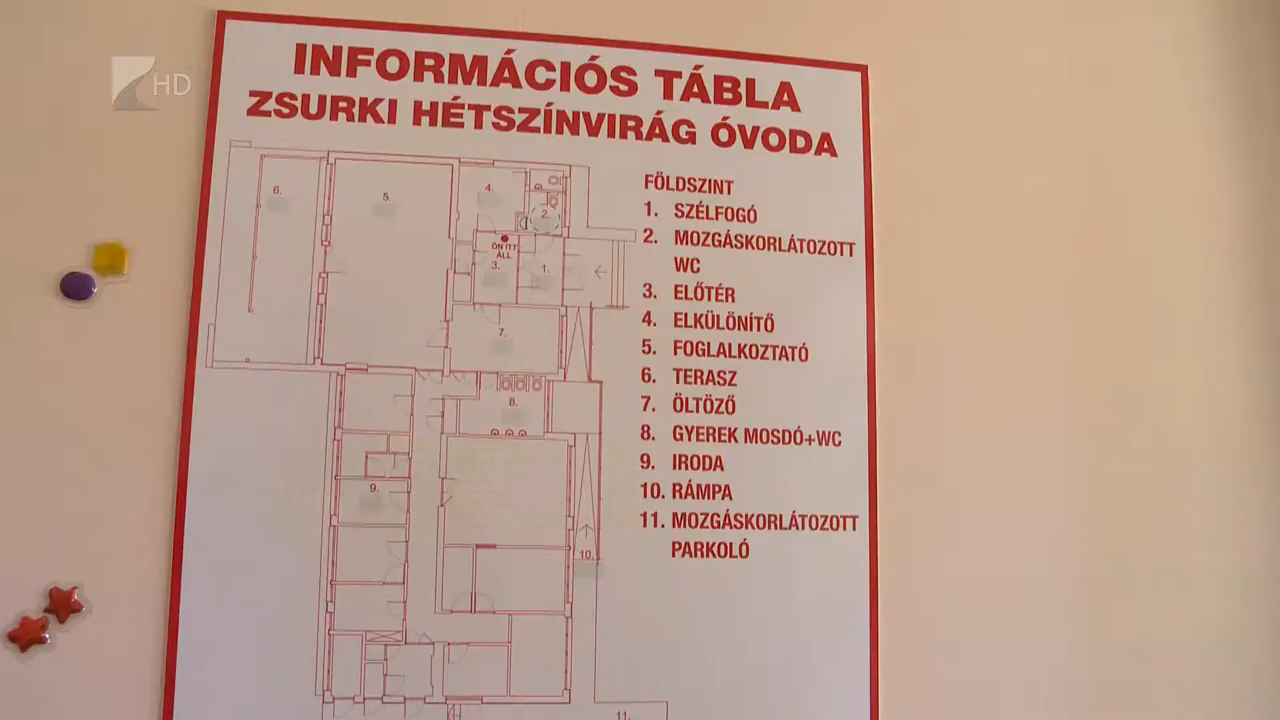 HD
INFORMÁCIÓS TÁBLA
ZSURKI HÉTSZÍNVIRÁG ÓVODA
FÖLDSZINT
1. SZÉLFOGÓ
2. MOZGÁSKORLÁTOZOTT
WC
3. ELŐTÉR
4. ELKÜLÖNÍTŐ
5. FOGLALKOZTATÓ
6. TERASZ
7. ÖLTÖZŐ
8. GYEREK MOSDÓ+WC
9. IRODA
10. RÁMPA
11. MOZGÁSKORLÁTOZOTT
PARKOLÓ
6.
5.
4.
2.
ÖN ITT
ÁLL
3.
1.
7.
8.
9.
10.
11.